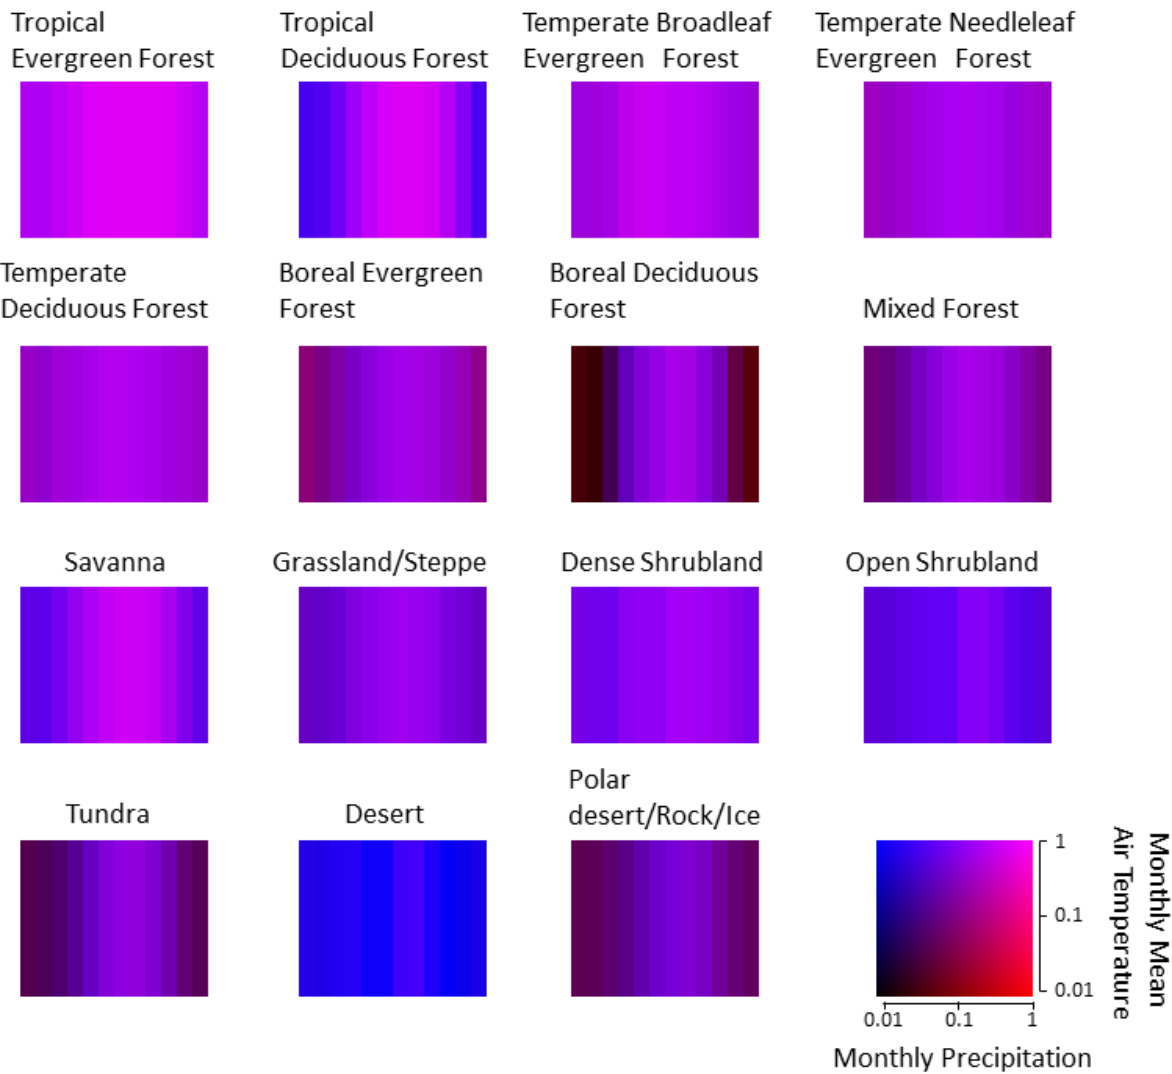 Tropical
Evergreen Forest
Tropical
Deciduous Forest
Temperate Broadleaf
Evergreen Forest
Temperate Needleleaf
Evergreen Forest
Temperate
Deciduous Forest
Boreal Evergreen
Forest
Boreal Deciduous
Forest
Mixed Forest
Savanna
Grassland/Steppe
Dense Shrubland
Open Shrubland
Tundra
Desert
Polar
desert/Rock/Ice
1
0.1
0.01
Monthly Mean
Air Temperature
0.01 0.1 1
Monthly Precipitation